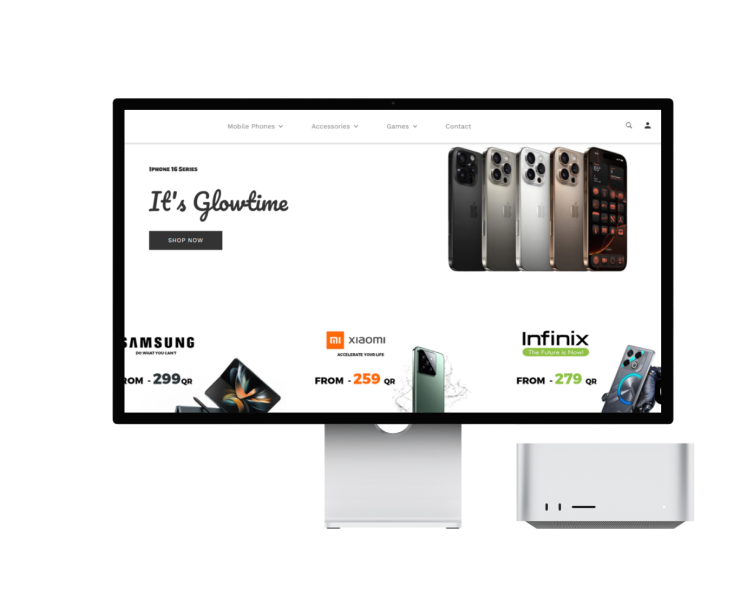 Mobile Phones Accessories Games Contact
IPHONE 16 SERIES
It's Glowtime
SHOP NOW
SAMSUNG
DO WHAT YOU CAN'T
ROM - 299 QR
mi xiaomi
ACCELERATE YOUR LIFE
FROM - 259 QR
Infinix
The Future is Now!
FROM - 279 QR